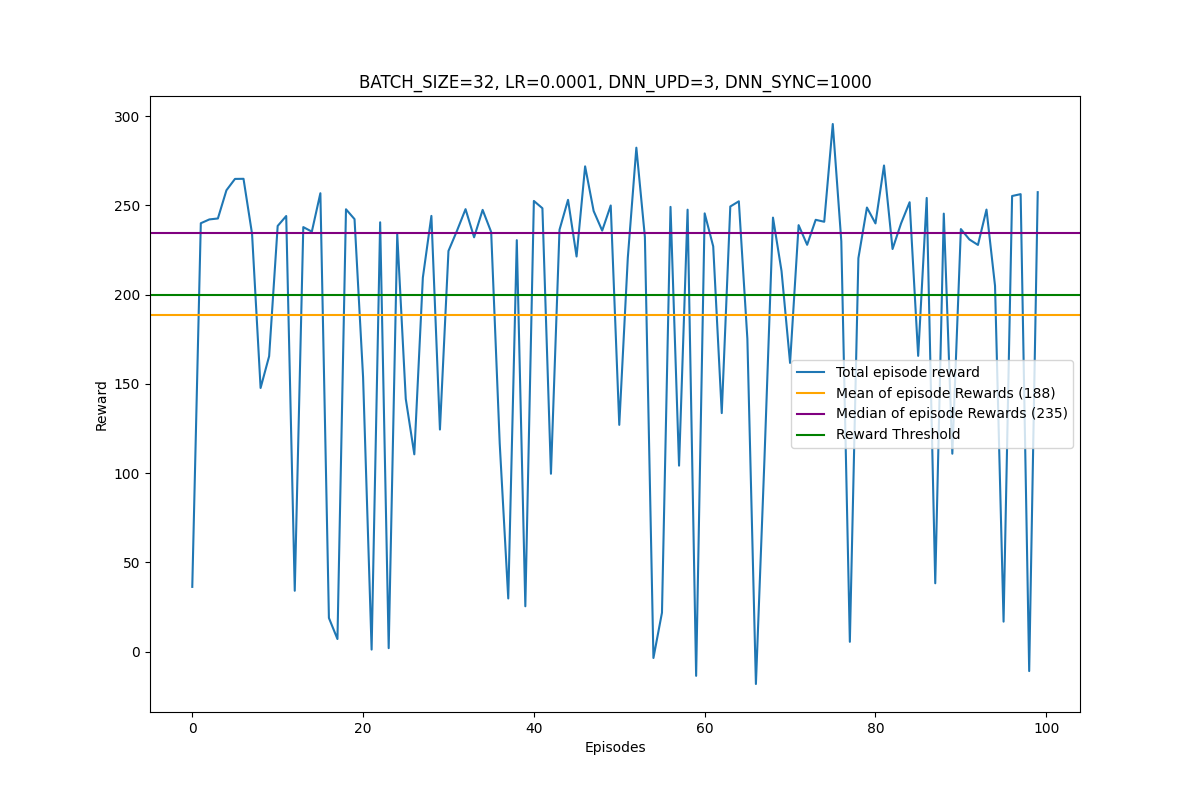 BATCH_SIZE=32, LR=0.0001, DNN_UPD=3, DNN_SYNC=1000
300
250
200
150
100
50
0
Reward
Total episode reward
Mean of episode Rewards (188)
Median of episode Rewards (235)
Reward Threshold
0 20 40 60 80 100
Episodes